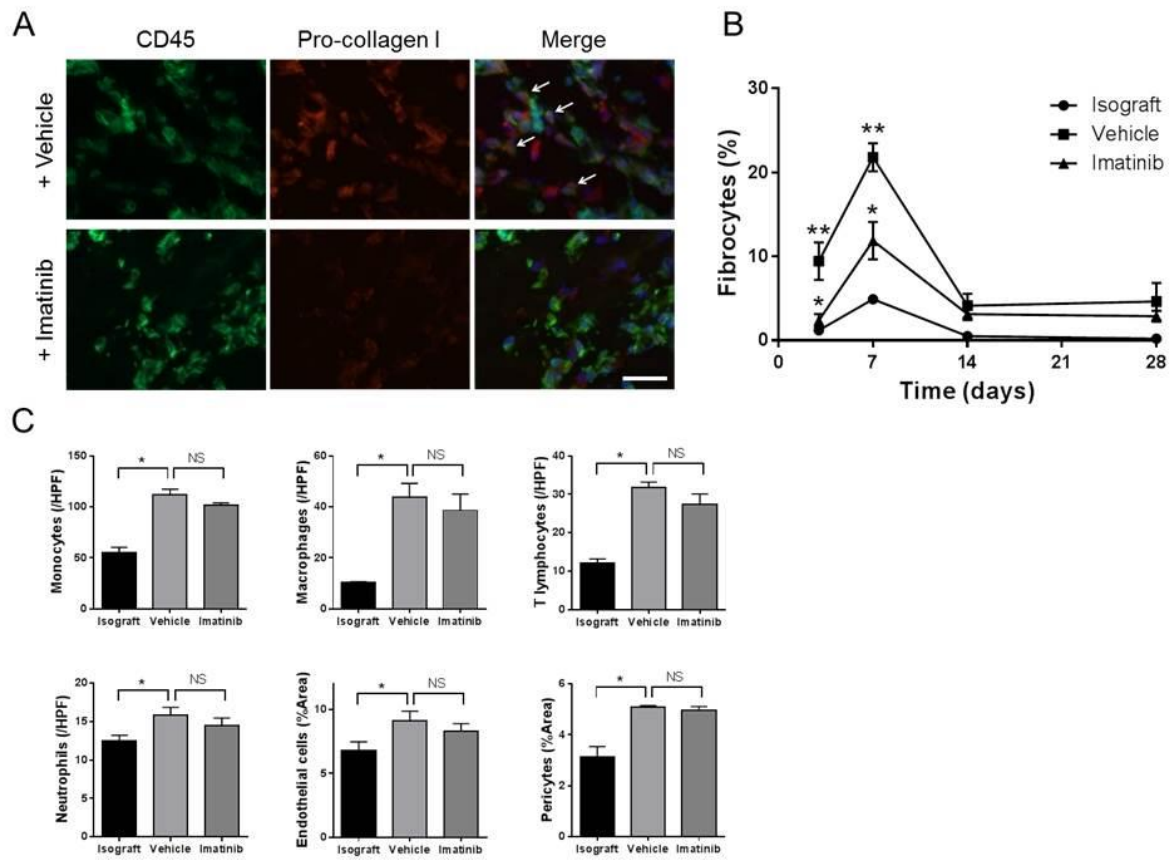 A
CD45 Pro-collagen I Merge
+ Vehicle
+ Imatinib
B
Fibrocytes (%)
30
20
10
0
**
**
*
*
Isograft
Vehicle
Imatinib
0 7 14 21 28
Time (days)
C
Monocytes (/HPF)
150
100
50
0
* NS
Isograft Vehicle Imatinib
Macrophages (/HPF)
60
40
20
0
* NS
Isograft Vehicle Imatinib
T lymphocytes (/HPF)
40
30
20
10
0
* NS
Isograft Vehicle Imatinib
Neutrophils (/HPF)
20
15
10
5
0
* NS
Isograft Vehicle Imatinib
Endothelial cells (%Area)
10
5
0
* NS
Isograft Vehicle Imatinib
Pericytes (%Area)
6
4
2
0
* NS
Isograft Vehicle Imatinib